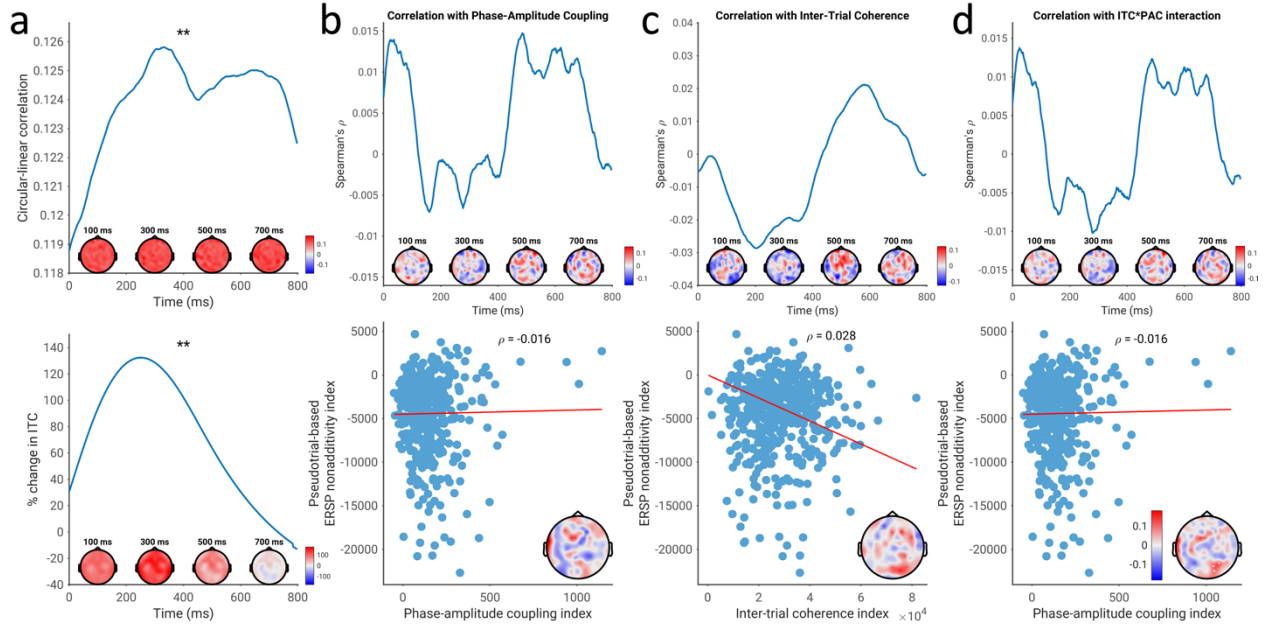 a
**
Circular-linear correlation
0.126
0.125
0.124
0.123
0.122
0.121
0.12
0.119
0.118
100 ms 300 ms 500 ms 700 ms
0.1
0
-0.1
0 200 400 600 800
Time (ms)
**
% change in ITC
140
120
100
80
60
40
20
0
-20
-40
100 ms 300 ms 500 ms 700 ms
100
0
-100
0 200 400 600 800
Time (ms)
b
Correlation with Phase-Amplitude Coupling
Spearman's ρ
0.015
0.01
0.005
0
-0.005
-0.01
-0.015
100 ms 300 ms 500 ms 700 ms
0.1
0
-0.1
0 200 400 600 800
Time (ms)
ρ = -0.016
Pseudotrial-based
ERSP nonadditivity index
5000
0
-5000
-10000
-15000
-20000
0 500 1000
Phase-amplitude coupling index
c
Correlation with Inter-Trial Coherence
Spearman's ρ
0.04
0.03
0.02
0.01
0
-0.01
-0.02
-0.03
-0.04
100 ms 300 ms 500 ms 700 ms
0.1
0
-0.1
0 200 400 600 800
Time (ms)
ρ = 0.028
Pseudotrial-based
ERSP nonadditivity index
5000
0
-5000
-10000
-15000
-20000
0 2 4 6 8
Inter-trial coherence index ×10⁴
d
Correlation with ITC*PAC interaction
Spearman's ρ
0.015
0.01
0.005
0
-0.005
-0.01
-0.015
100 ms 300 ms 500 ms 700 ms
0.1
0
-0.1
0 200 400 600 800
Time (ms)
ρ = -0.016
Pseudotrial-based
ERSP nonadditivity index
5000
0
-5000
-10000
-15000
-20000
0.1
0
-0.1
0 500 1000
Phase-amplitude coupling index